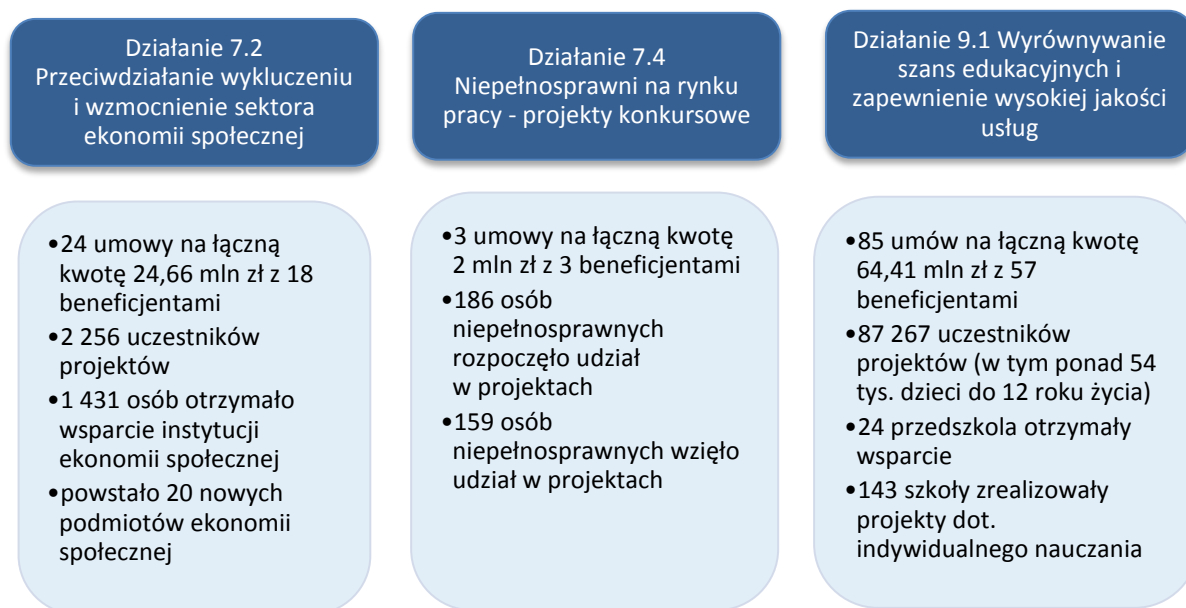 Działanie 7.2
Przeciwdziałanie wykluczeniu
i wzmocnienie sektora
ekonomii społecznej
•24 umowy na łączną
kwotę 24,66 mln zł z 18
beneficjentami
•2 256 uczestników
projektów
•1 431 osób otrzymało
wsparcie instytucji
ekonomii społecznej
•powstało 20 nowych
podmiotów ekonomii
społecznej
Działanie 7.4
Niepełnosprawni na rynku
pracy - projekty konkursowe
•3 umowy na łączną kwotę
2 mln zł z 3 beneficjentami
•186 osób
niepełnosprawnych
rozpoczęło udział
w projektach
•159 osób
niepełnosprawnych wzięło
udział w projektach
Działanie 9.1 Wyrównywanie
szans edukacyjnych i
zapewnienie wysokiej jakości
usług
•85 umów na łączną kwotę
64,41 mln zł z 57
beneficjentami
•87 267 uczestników
projektów (w tym ponad 54
tys. dzieci do 12 roku życia)
•24 przedszkola otrzymały
wsparcie
•143 szkoły zrealizowały
projekty dot.
indywidualnego nauczania